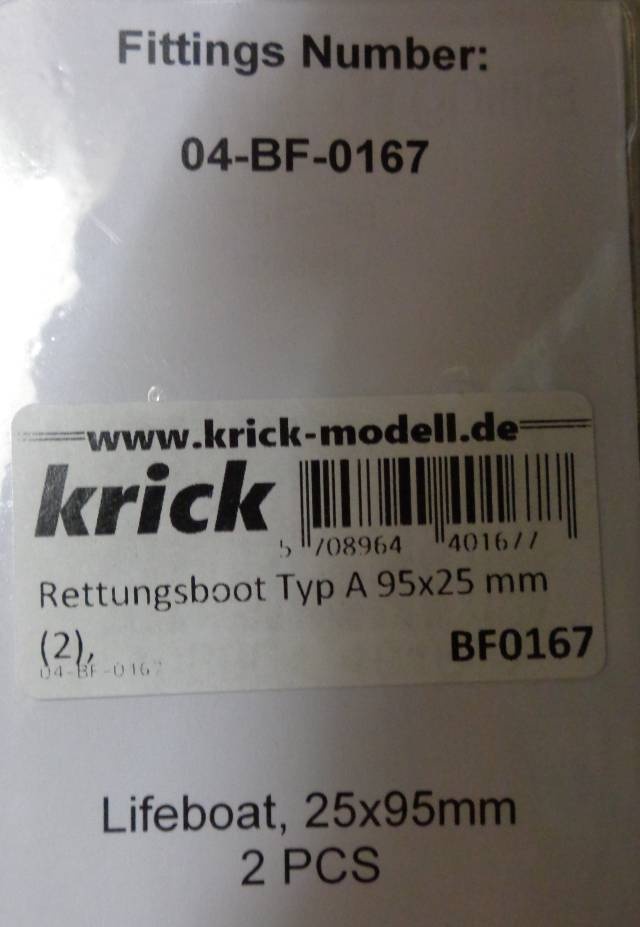 Fittings Number:
04-BF-0167
www.krick-modell.de
krick
5 708964 401677
Rettungsboot Typ A 95x25 mm
(2),
BF0167
04-BF-0167
Lifeboat, 25x95mm
2 PCS